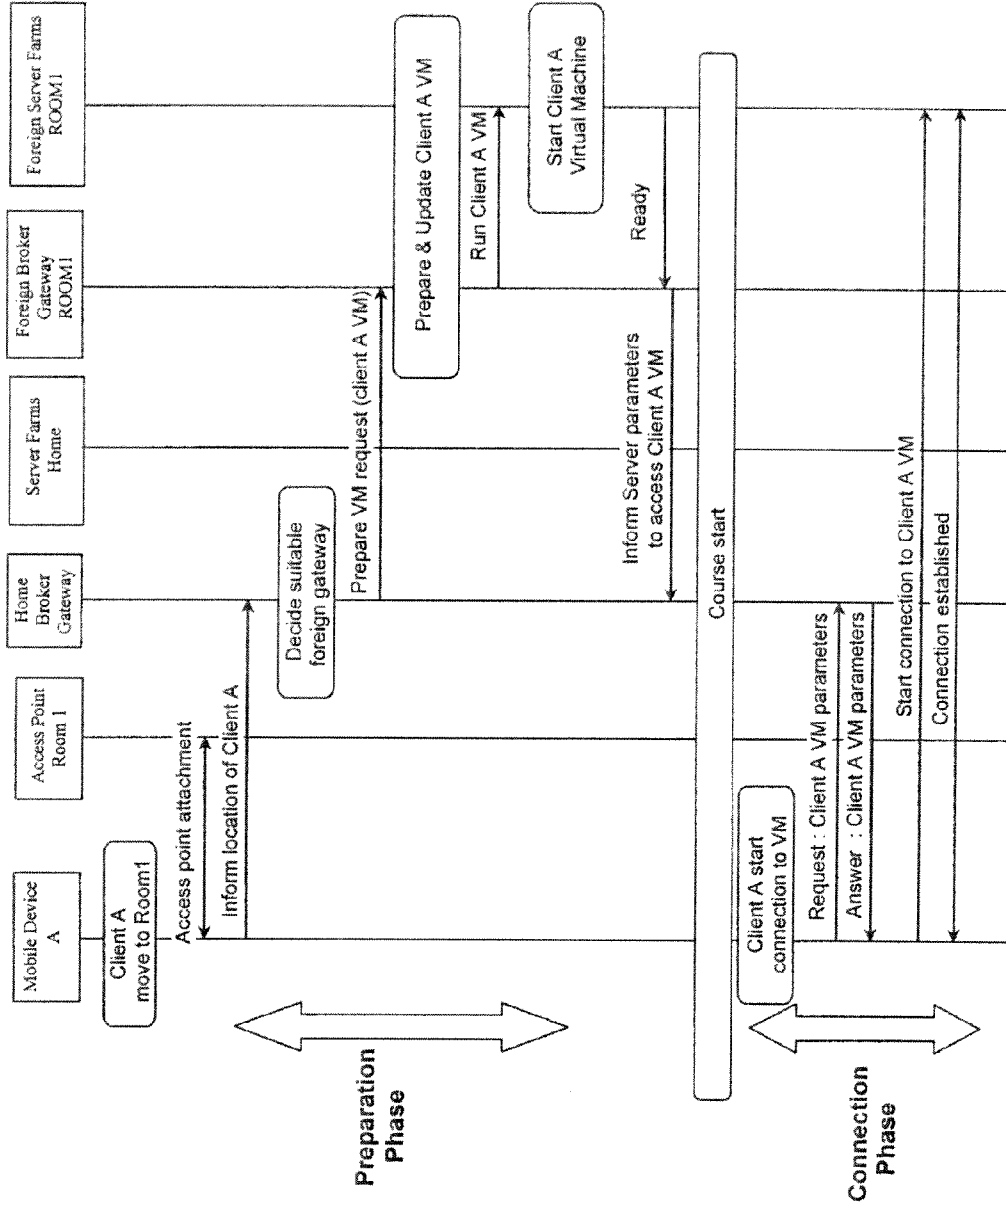 Mobile Device
A
Access Point
Room 1
Home
Broker
Gateway
Server Farms
Home
Foreign Broker
Gateway
ROOM1
Foreign Server Farms
ROOM1
Client A
move to Room1
Access point attachment
Inform location of Client A
Decide suitable
foreign gateway
Prepare VM request (client A VM)
Prepare & Update Client A VM
Run Client A VM
Start Client A
Virtual Machine
Ready
Inform Server parameters
to access Client A VM
Preparation
Phase
Course start
Client A start
connection to VM
Request : Client A VM parameters
Answer : Client A VM parameters
Start connection to Client A VM
Connection established
Connection
Phase